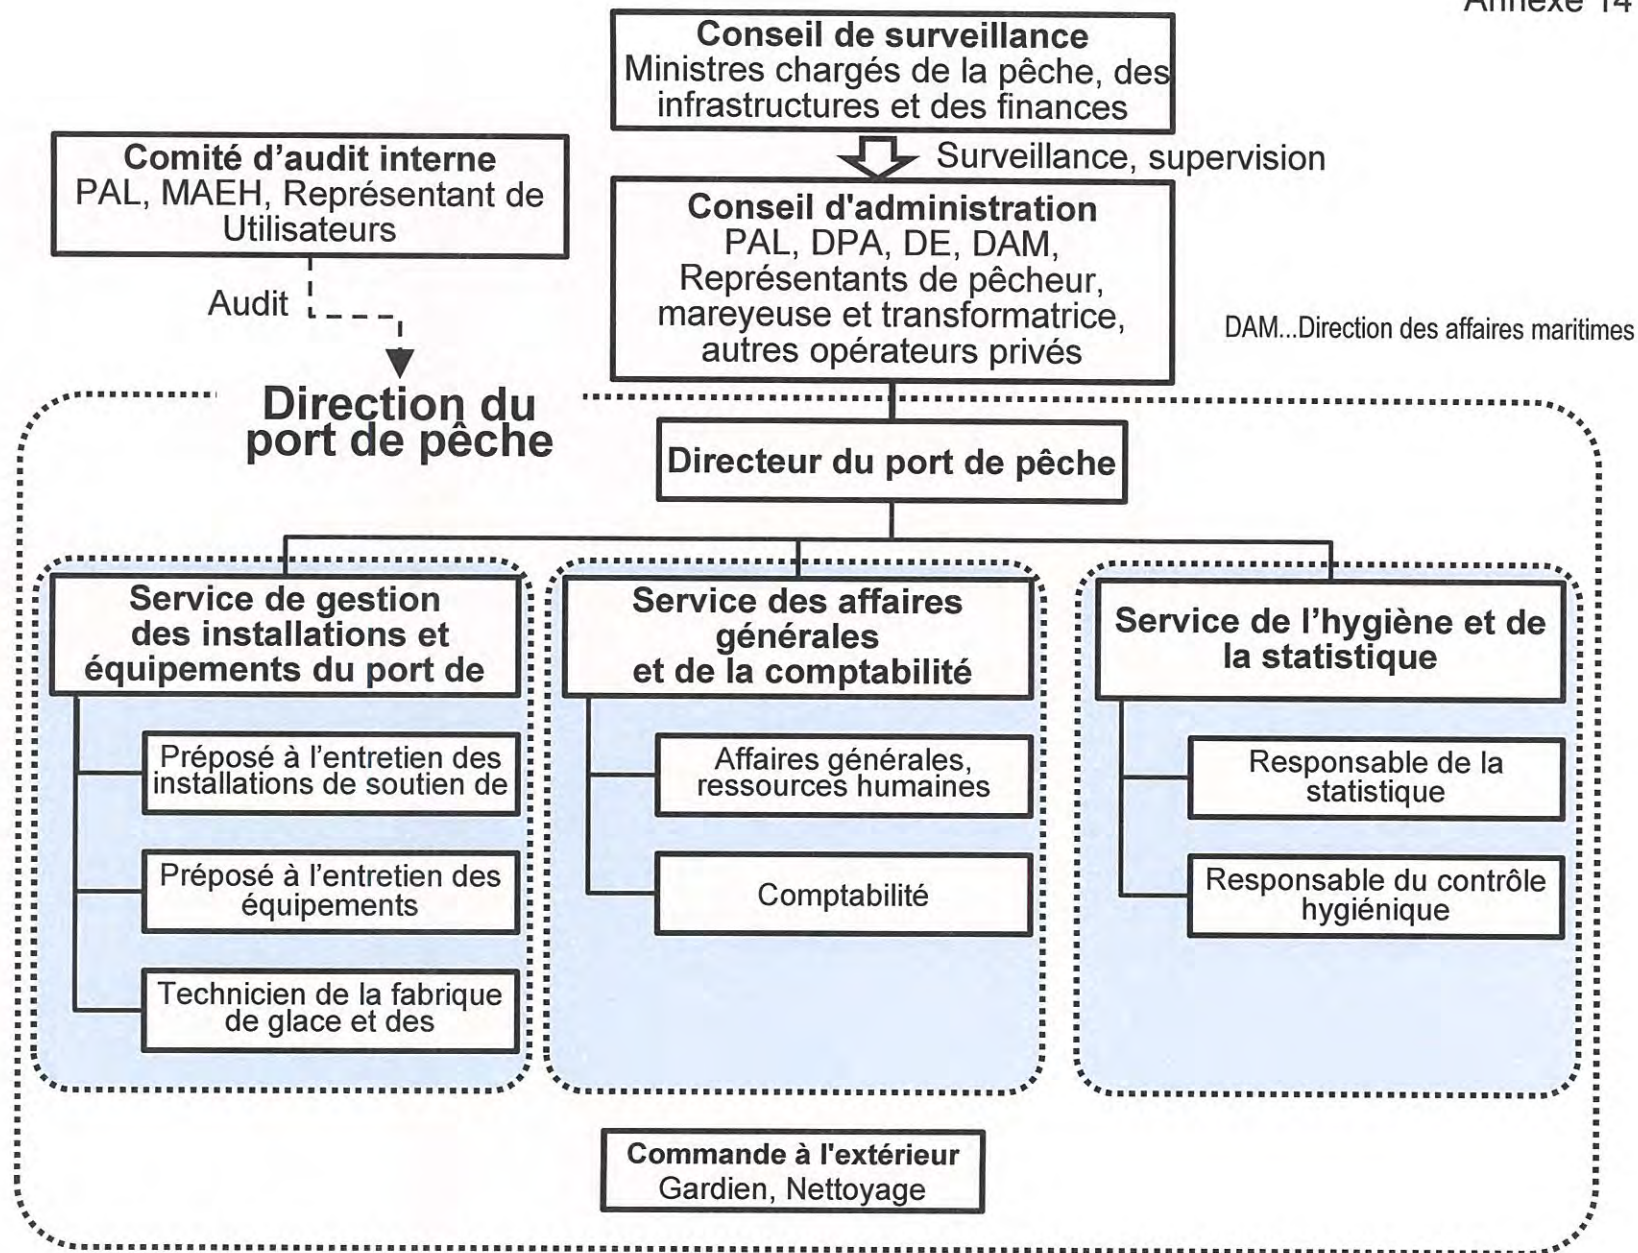 Annexe 14
Conseil de surveillance
Ministres chargés de la pêche, des
infrastructures et des finances
Surveillance, supervision
Comité d'audit interne
PAL, MAEH, Représentant de
Utilisateurs
Audit
Conseil d'administration
PAL, DPA, DE, DAM,
Représentants de pêcheur,
mareyeuse et transformatrice,
autres opérateurs privés
DAM...Direction des affaires maritimes
Direction du
port de pêche
Directeur du port de pêche
Service de gestion
des installations et
équipements du port de
Préposé à l'entretien des
installations de soutien de
Préposé à l'entretien des
équipements
Technicien de la fabrique
de glace et des
Service des affaires
générales
et de la comptabilité
Affaires générales,
ressources humaines
Comptabilité
Service de l'hygiène et de
la statistique
Responsable de la
statistique
Responsable du contrôle
hygiénique
Commande à l'extérieur
Gardien, Nettoyage